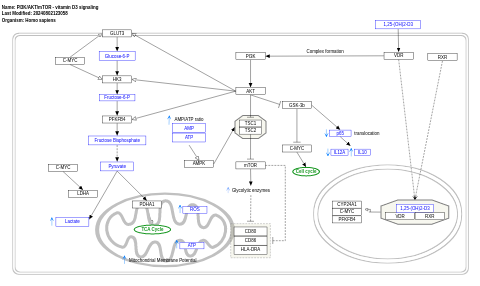 Name: PI3K/AKT/mTOR - vitamin D3 signaling
Last Modified: 20240802123058
Organism: Homo sapiens
GLUT3
C-MYC
Glucose-6-P
HK3
Fructose-6-P
PFKFB4
Fructose Bisphosphate
Pyruvate
C-MYC
LDHA
Lactate
PDHA1
TCA Cycle
ROS
ATP
Mitochondrial Membrane Potential
AMP/ATP ratio
AMP
ATP
AMPK
PI3K
Complex formation
AKT
TSC1
TSC2
mTOR
Glycolytic enzymes
CD80
CD86
HLA-DRA
GSK-3b
C-MYC
Cell cycle
p65
translocation
IL12A
IL10
1,25-(OH)2-D3
VDR
RXR
CYP24A1
C-MYC
PFKFB4
1,25-(OH)2-D3
VDR
RXR